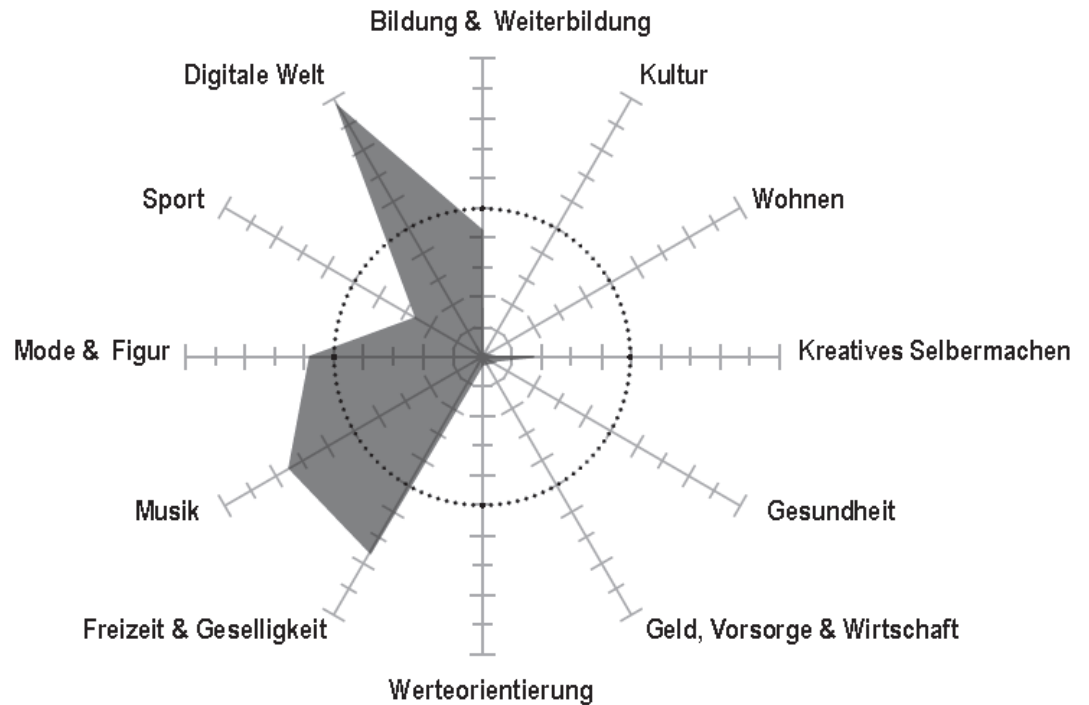 Bildung & Weiterbildung
Digitale Welt
Kultur
Sport
Wohnen
Mode & Figur
Kreatives Selbermachen
Musik
Gesundheit
Freizeit & Geselligkeit
Geld, Vorsorge & Wirtschaft
Werteorientierung